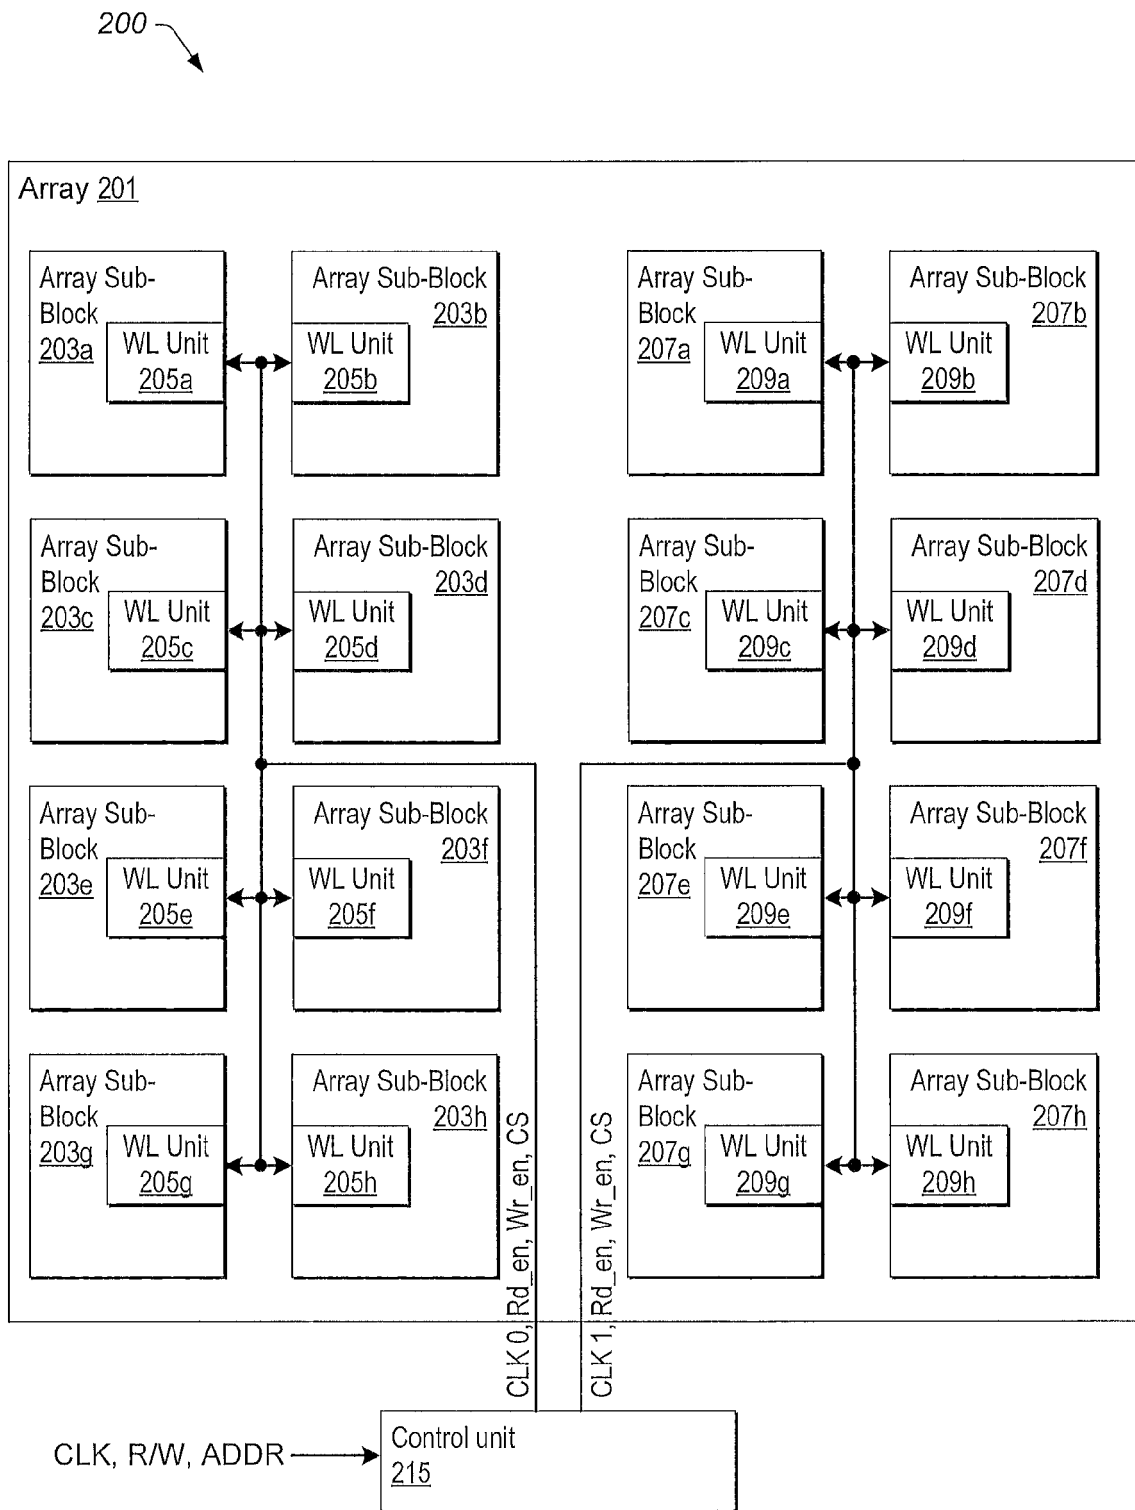 200
Array 201
Array Sub-
Block
203a
WL Unit
205a
Array Sub-Block
203b
WL Unit
205b
Array Sub-
Block
207a
WL Unit
209a
Array Sub-Block
207b
WL Unit
209b
Array Sub-
Block
203c
WL Unit
205c
Array Sub-Block
203d
WL Unit
205d
Array Sub-
Block
207c
WL Unit
209c
Array Sub-Block
207d
WL Unit
209d
Array Sub-
Block
203e
WL Unit
205e
Array Sub-Block
203f
WL Unit
205f
Array Sub-
Block
207e
WL Unit
209e
Array Sub-Block
207f
WL Unit
209f
Array Sub-
Block
203g
WL Unit
205g
Array Sub-Block
203h
WL Unit
205h
Array Sub-
Block
207g
WL Unit
209g
Array Sub-Block
207h
WL Unit
209h
CLK 0, Rd_en, Wr_en, CS
CLK 1, Rd_en, Wr_en, CS
CLK, R/W, ADDR
Control unit
215